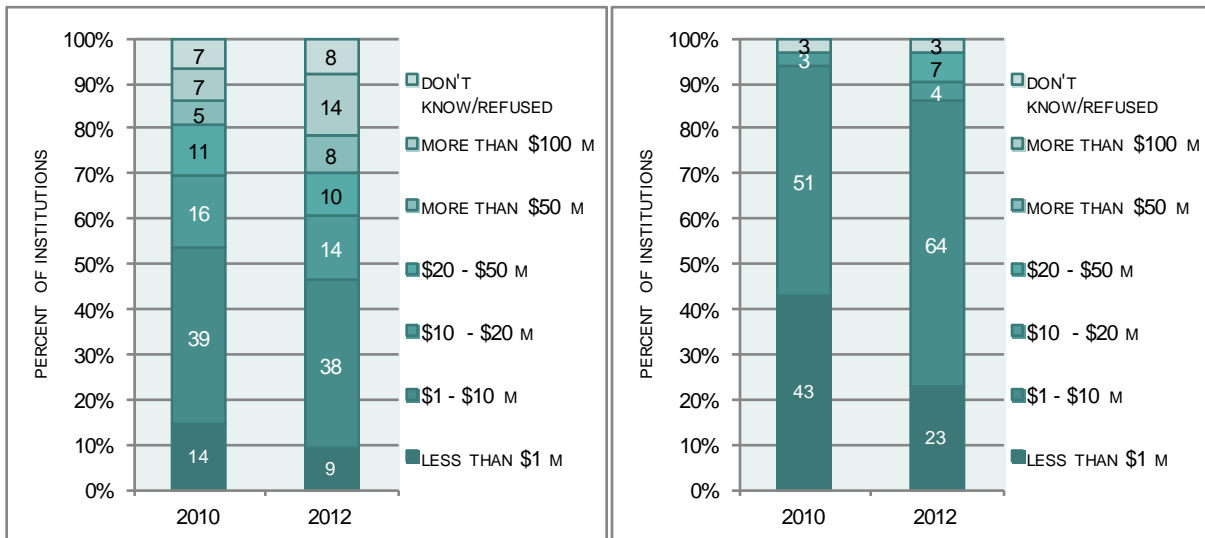 100%
90%
80%
70%
60%
50%
40%
30%
20%
10%
0%
PERCENT OF INSTITUTIONS
7
7
5
11
16
39
14
8
14
8
10
14
38
9
2010
2012
DON'T
KNOW/REFUSED
MORE THAN $100 M
MORE THAN $50 M
$20 - $50 M
$10 - $20 M
$1 - $10 M
LESS THAN $1 M
100%
90%
80%
70%
60%
50%
40%
30%
20%
10%
0%
PERCENT OF INSTITUTIONS
3
3
51
43
3
7
4
64
23
2010
2012
DON'T
KNOW/REFUSED
MORE THAN $100 M
MORE THAN $50 M
$20 - $50 M
$10 - $20 M
$1 - $10 M
LESS THAN $1 M